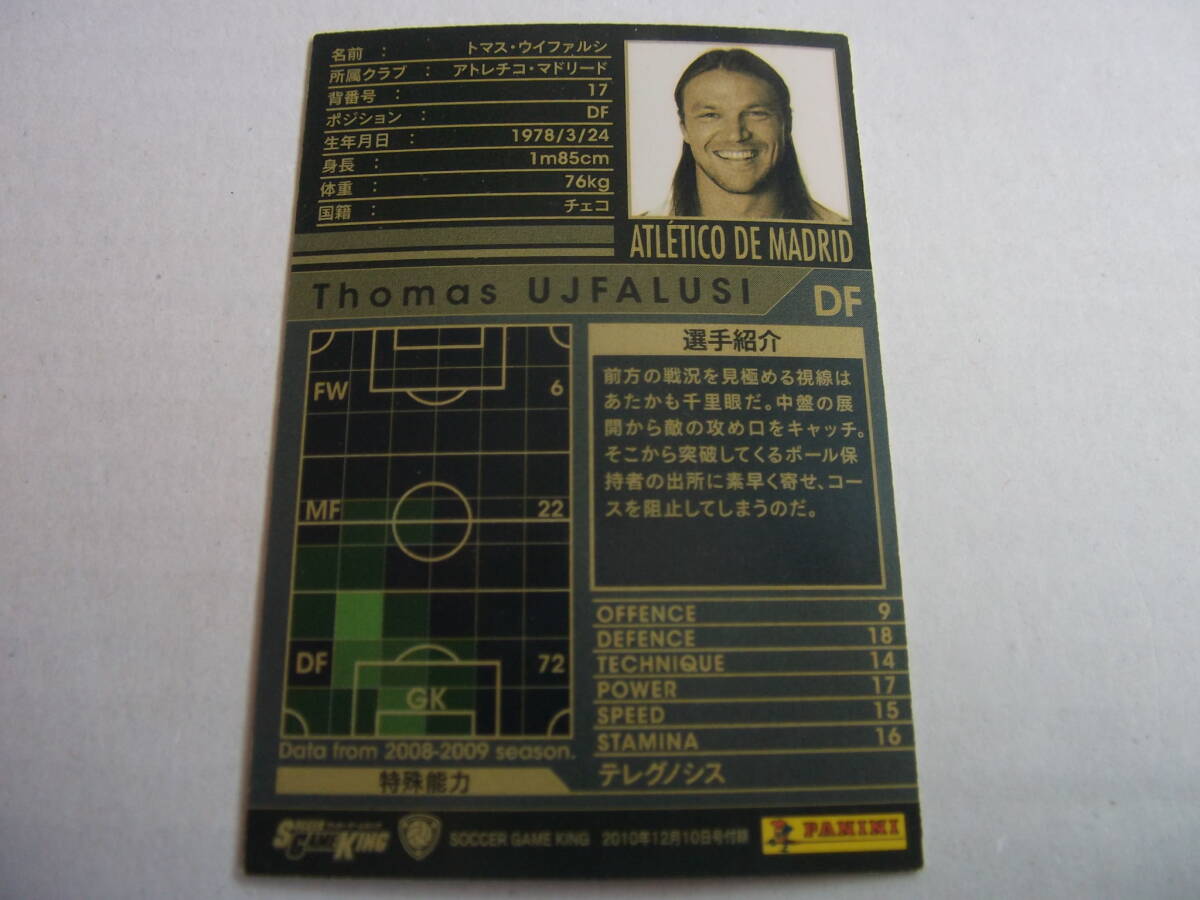 名前 : トマス・ウイファルシ
所属クラブ : アトレチコ・マドリード
背番号 : 17
ポジション : DF
生年月日 : 1978/3/24
身長 : 1m85cm
体重 : 76kg
国籍 : チェコ
ATLÉTICO DE MADRID
Thomas UJFALUSI
DF
FW 6
MF 22
DF 72
GK
Data from 2008-2009 season.
選手紹介
前方の戦況を見極める視線は
あたかも千里眼だ。中盤の展
開から敵の攻め口をキャッチ。
そこから突破してくるボール保
持者の出所に素早く寄せ、コー
スを阻止してしまうのだ。
OFFENCE 9
DEFENCE 18
TECHNIQUE 14
POWER 17
SPEED 15
STAMINA 16
特殊能力 テレグノシス
SOCCER GAME KING
SOCCER GAME KING 2010年12月10日号付録
PANINI